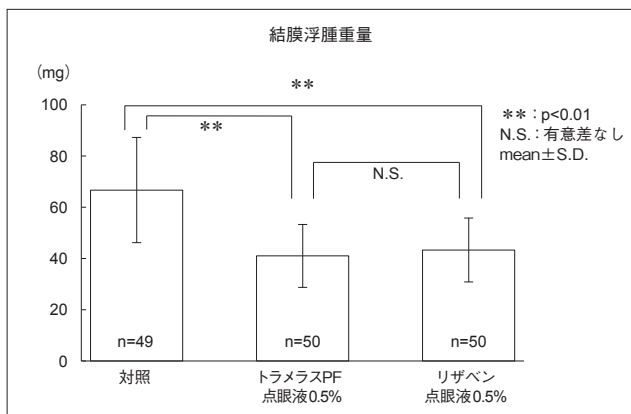 結膜浮腫重量
(mg)
100
80
60
40
20
0
**
**
N.S.
**：p<0.01
N.S.：有意差なし
mean±S.D.
n=49
n=50
n=50
対照
トラメラスPF
点眼液0.5%
リザベン
点眼液0.5%